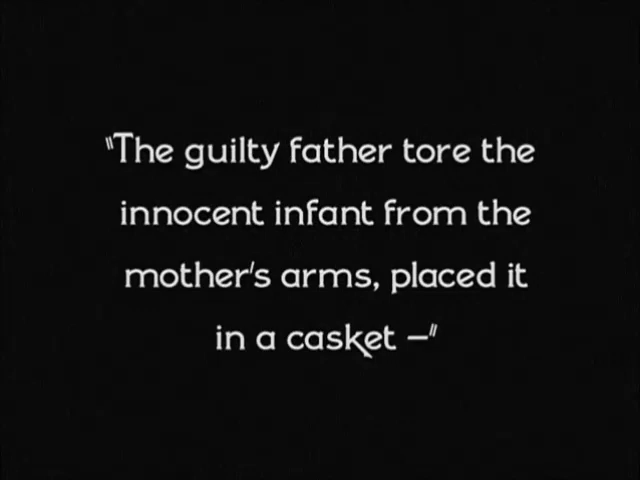 "The guilty father tore the
innocent infant from the
mother's arms, placed it
in a casket —"